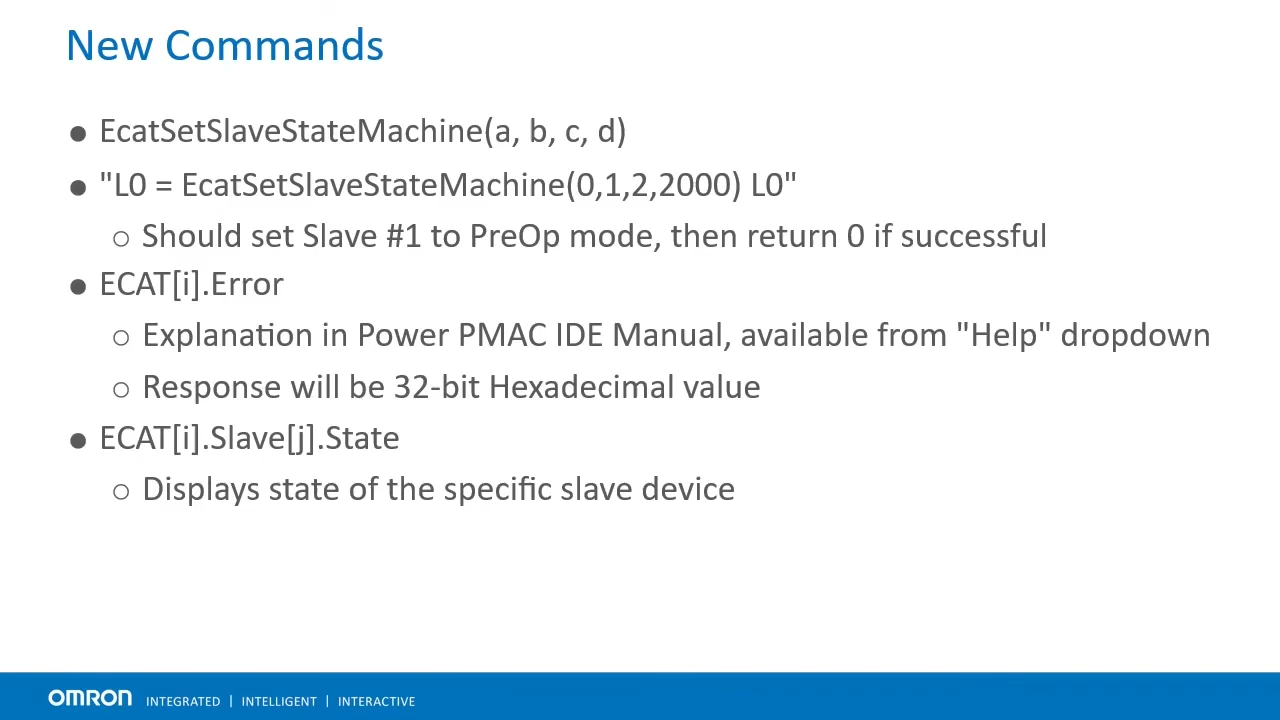 New Commands
● EcatSetSlaveStateMachine(a, b, c, d)
● "L0 = EcatSetSlaveStateMachine(0,1,2,2000) L0"
○ Should set Slave #1 to PreOp mode, then return 0 if successful
● ECAT[i].Error
○ Explanation in Power PMAC IDE Manual, available from "Help" dropdown
○ Response will be 32-bit Hexadecimal value
● ECAT[i].Slave[j].State
○ Displays state of the specific slave device
OMRON INTEGRATED | INTELLIGENT | INTERACTIVE